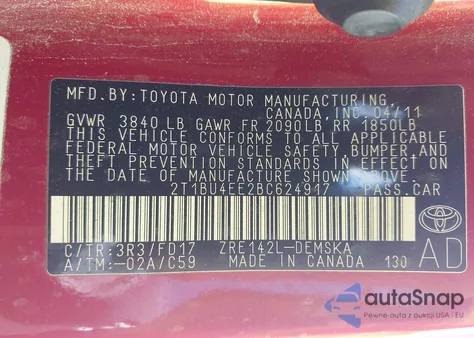 MFD.BY:TOYOTA MOTOR MANUFACTURING,
CANADA, INC. 04/11
GVWR 3840 LB GAWR FR 2090LB RR 1850LB
THIS VEHICLE CONFORMS TO ALL APPLICABLE
FEDERAL MOTOR VEHICLE SAFETY, BUMPER AND
THEFT PREVENTION STANDARDS IN EFFECT ON
THE DATE OF MANUFACTURE SHOWN ABOVE.
2T1BU4EE2BC624917 PASS.CAR
C/TR:3R3/FD17 ZRE142L-DEMSKA
A/TM:-02A/C59 MADE IN CANADA 130
TOYOTA
AD
autoSnap
Pewne auto z USA i EU